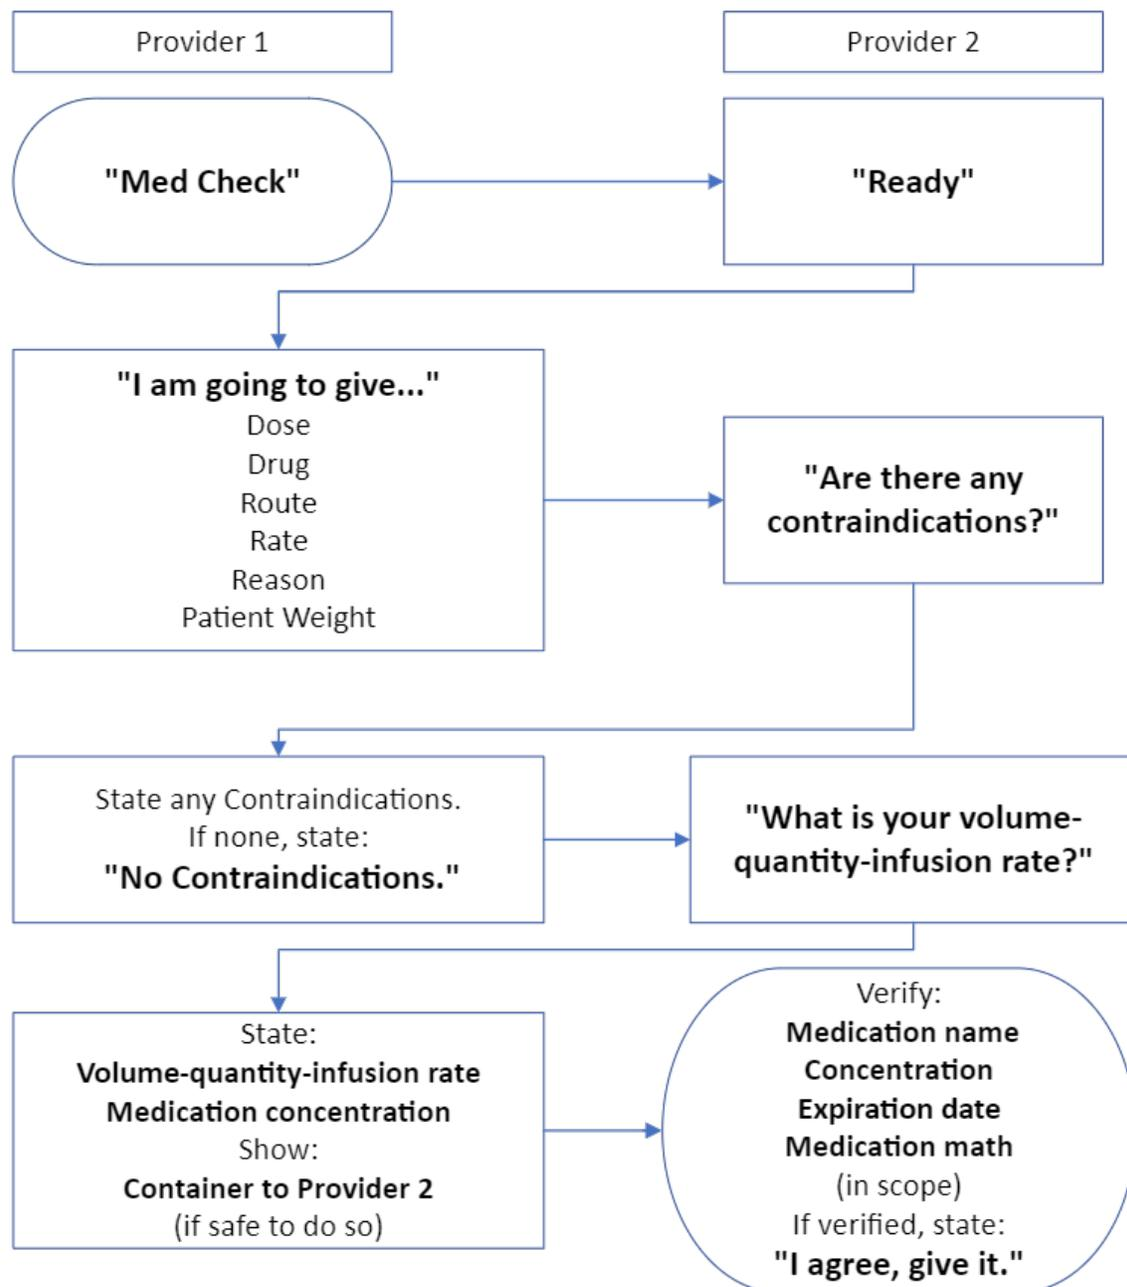 Provider 1
Provider 2
"Med Check"
"Ready"
"I am going to give..."
Dose
Drug
Route
Rate
Reason
Patient Weight
"Are there any
contraindications?"
State any Contraindications.
If none, state:
"No Contraindications."
"What is your volume-
quantity-infusion rate?"
State:
Volume-quantity-infusion rate
Medication concentration
Show:
Container to Provider 2
(if safe to do so)
Verify:
Medication name
Concentration
Expiration date
Medication math
(in scope)
If verified, state:
"I agree, give it."